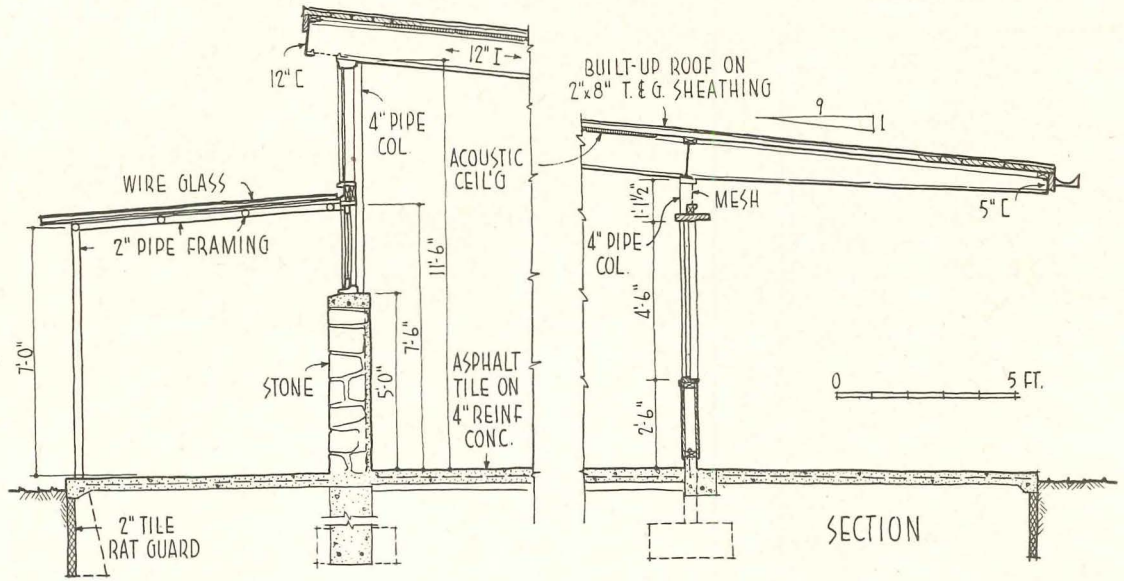 12" I
12" [
4" PIPE
COL.
BUILT-UP ROOF ON
2"x8" T.&G. SHEATHING
9
1
ACOUSTIC
CEIL'G
WIRE GLASS
2" PIPE FRAMING
MESH
5" [
1'-1½"
4" PIPE
COL.
11'-6"
7'-6"
4'-6"
7'-0"
STONE
5'-0"
ASPHALT
TILE ON
4" REINF
CONC.
0 5 FT.
2'-6"
2" TILE
RAT GUARD
SECTION